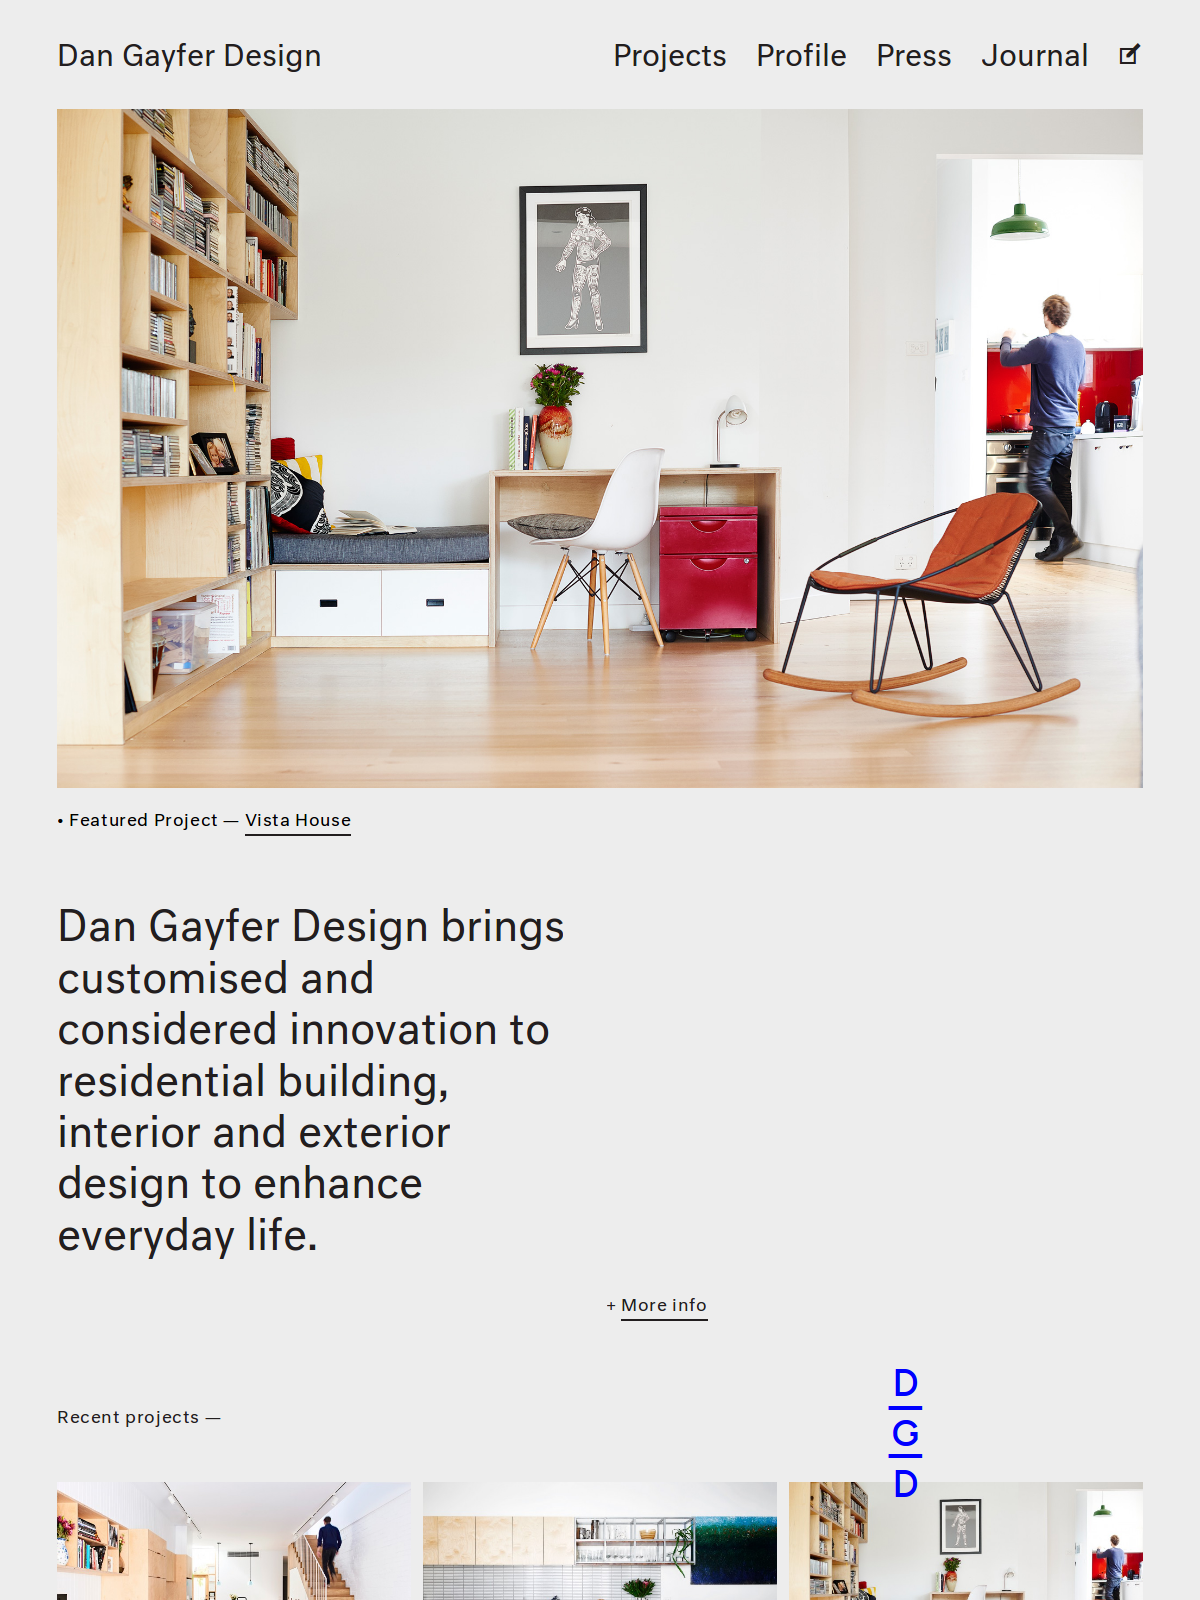 Dan Gayfer Design
Projects Profile Press Journal
• Featured Project — Vista House
Dan Gayfer Design brings
customised and
considered innovation to
residential building,
interior and exterior
design to enhance
everyday life.
+ More info
Recent projects —
D
G
D